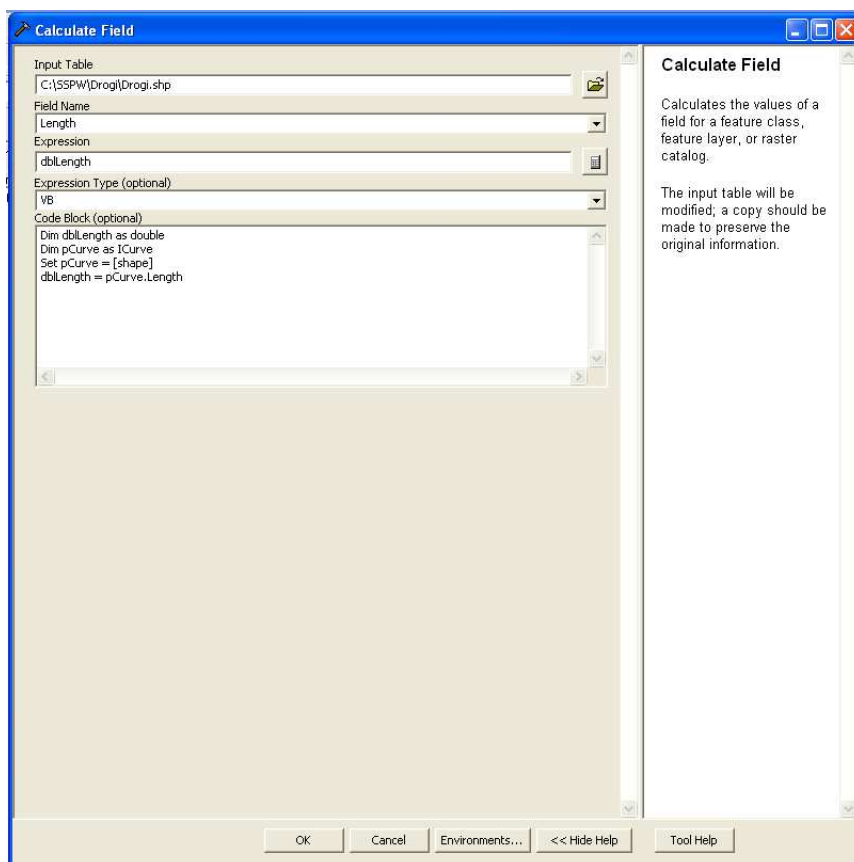 Calculate Field
Input Table
C:\SSPW\Drogi\Drogi.shp
Field Name
Length
Expression
dblLength
Expression Type (optional)
VB
Code Block (optional)
Dim dblLength as double
Dim pCurve as ICurve
Set pCurve = [shape]
dblLength = pCurve.Length
Calculate Field
Calculates the values of a
field for a feature class,
feature layer, or raster
catalog.
The input table will be
modified; a copy should be
made to preserve the
original information.
OK
Cancel
Environments...
<< Hide Help
Tool Help